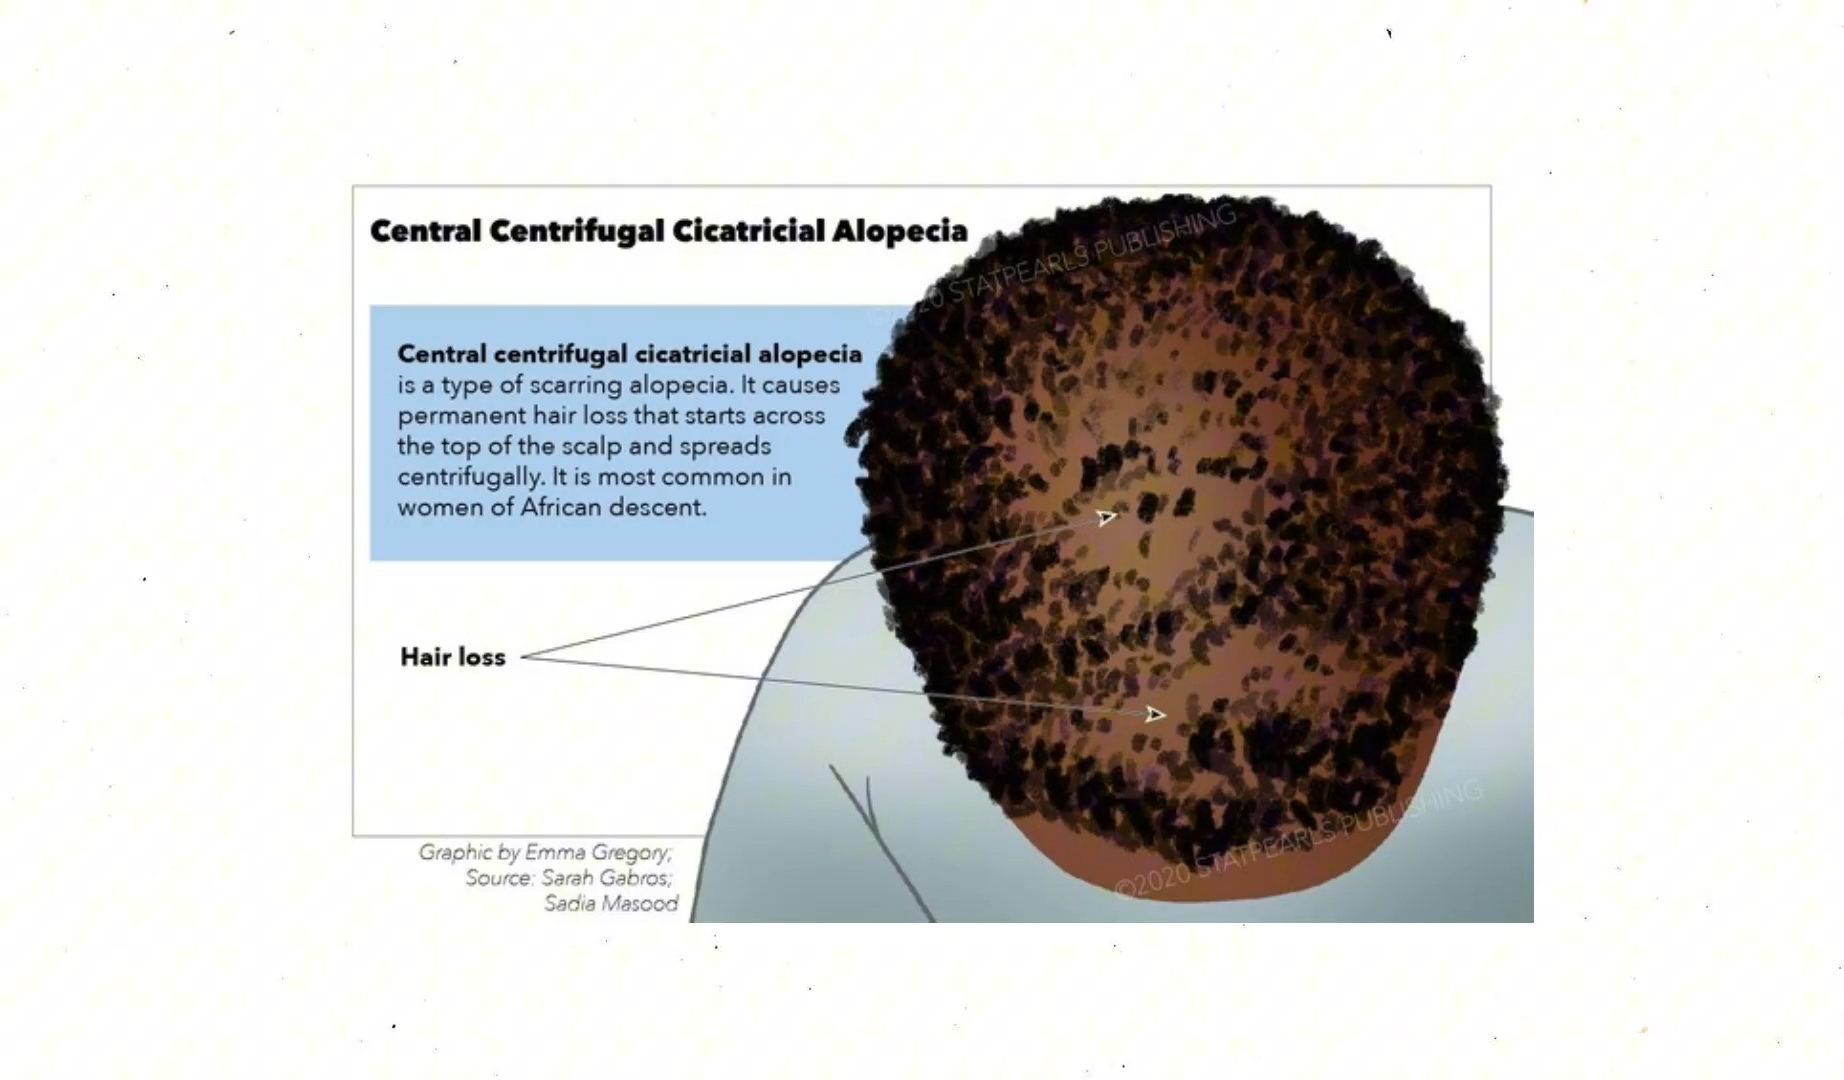 Central Centrifugal Cicatricial Alopecia
Central centrifugal cicatricial alopecia
is a type of scarring alopecia. It causes
permanent hair loss that starts across
the top of the scalp and spreads
centrifugally. It is most common in
women of African descent.
Hair loss
Graphic by Emma Gregory;
Source: Sarah Gabros;
Sadia Masood
©2020 STATPEARLS PUBLISHING
©2020 STATPEARLS PUBLISHING